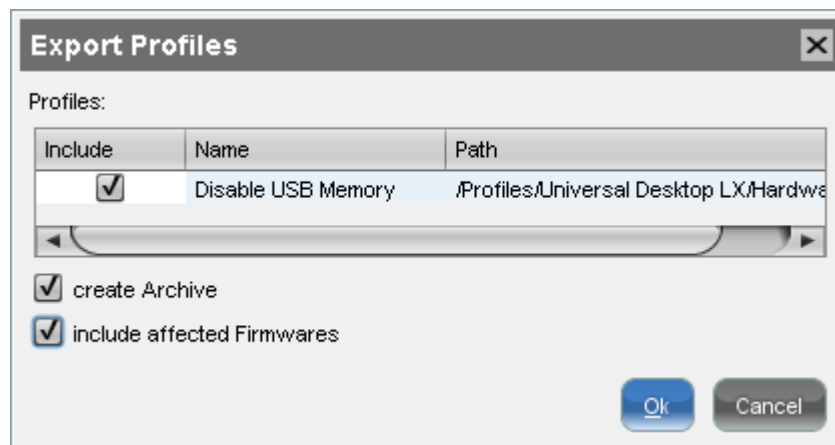 Export Profiles
Profiles:
Include Name Path
Disable USB Memory /Profiles/Universal Desktop LX/Hardwa
create Archive
include affected Firmwares
Ok Cancel